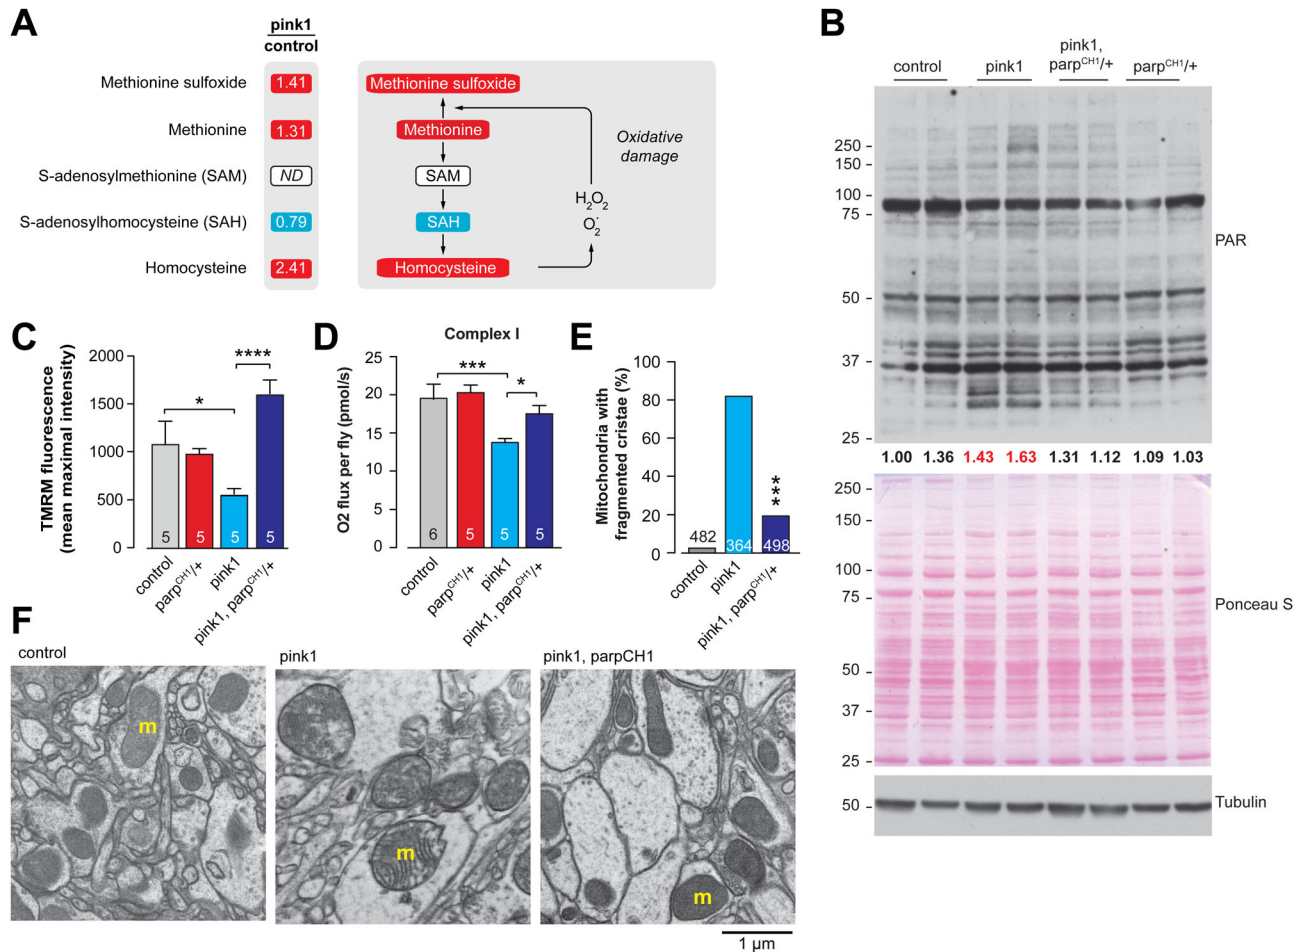 A
pink1
control
Methionine sulfoxide
1.41
Methionine
1.31
S-adenosylmethionine (SAM)
ND
S-adenosylhomocysteine (SAH)
0.79
Homocysteine
2.41
Methionine sulfoxide
Methionine
SAM
SAH
Homocysteine
Oxidative
damage
H2O2
O2·
B
control
pink1
pink1,
parpCH1/+
parpCH1/+
250
150
100
75
50
37
25
PAR
1.00 1.36 1.43 1.63 1.31 1.12 1.09 1.03
250
150
100
75
50
37
25
Ponceau S
50
Tubulin
C
TMRM fluorescence
(mean maximal intensity)
2000
1500
1000
500
0
*
****
5 5 5 5
control
parpCH1/+
pink1
pink1, parpCH1/+
D
Complex I
O2 flux per fly (pmol/s)
25
20
15
10
5
0
***
*
6 5 5 5
control
parpCH1/+
pink1
pink1, parpCH1/+
E
Mitochondria with
fragmented cristae (%)
100
80
60
40
20
0
***
482 364 498
control
pink1
pink1, parpCH1/+
F
control
m
pink1
m
pink1, parpCH1
m
1 µm